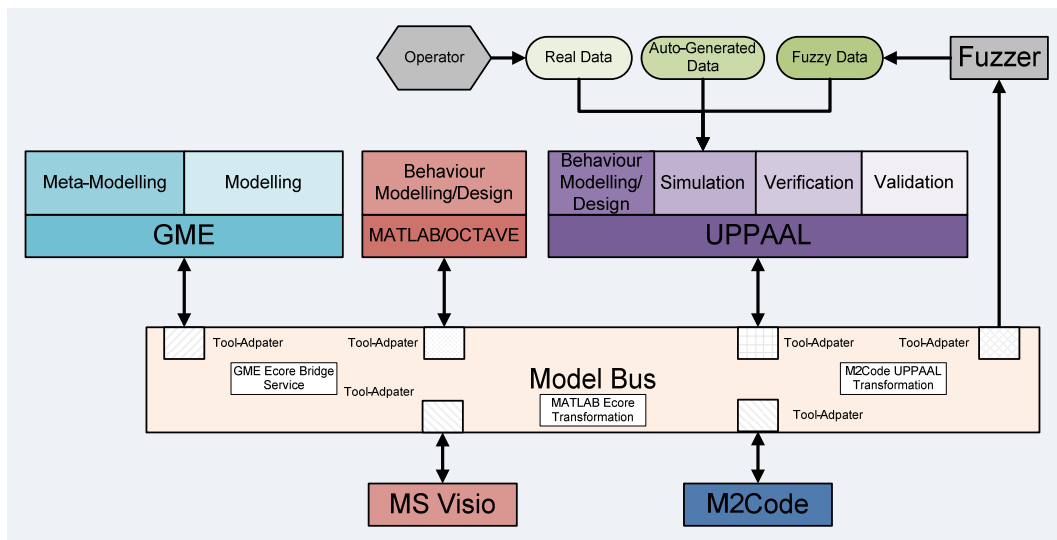 Operator
Real Data
Auto-Generated
Data
Fuzzy Data
Fuzzer
Meta-Modelling
Modelling
GME
Behaviour
Modelling/Design
MATLAB/OCTAVE
Behaviour
Modelling/
Design
Simulation
Verification
Validation
UPPAAL
Tool-Adpater
Tool-Adpater
Tool-Adpater
Tool-Adpater
GME Ecore Bridge
Service
Tool-Adpater
Model Bus
MATLAB Ecore
Transformation
M2Code UPPAAL
Transformation
Tool-Adpater
MS Visio
M2Code